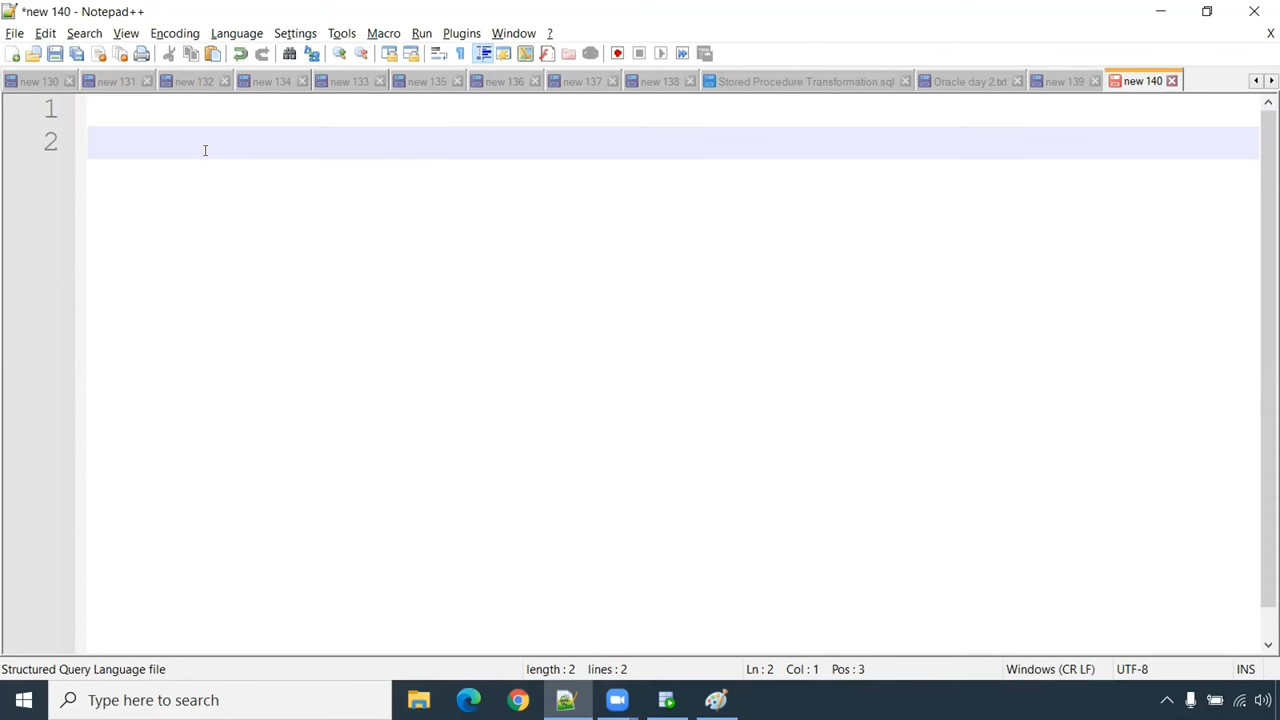 *new 140 - Notepad++
File Edit Search View Encoding Language Settings Tools Macro Run Plugins Window ? X
new 130 new 131 new 132 new 134 new 133 new 135 new 136 new 137 new 138 Stored Procedure Transformation.sql Oracle day 2.txt new 139 new 140
1
2
Structured Query Language file length : 2 lines : 2 Ln : 2 Col : 1 Pos : 3 Windows (CR LF) UTF-8 INS
Type here to search